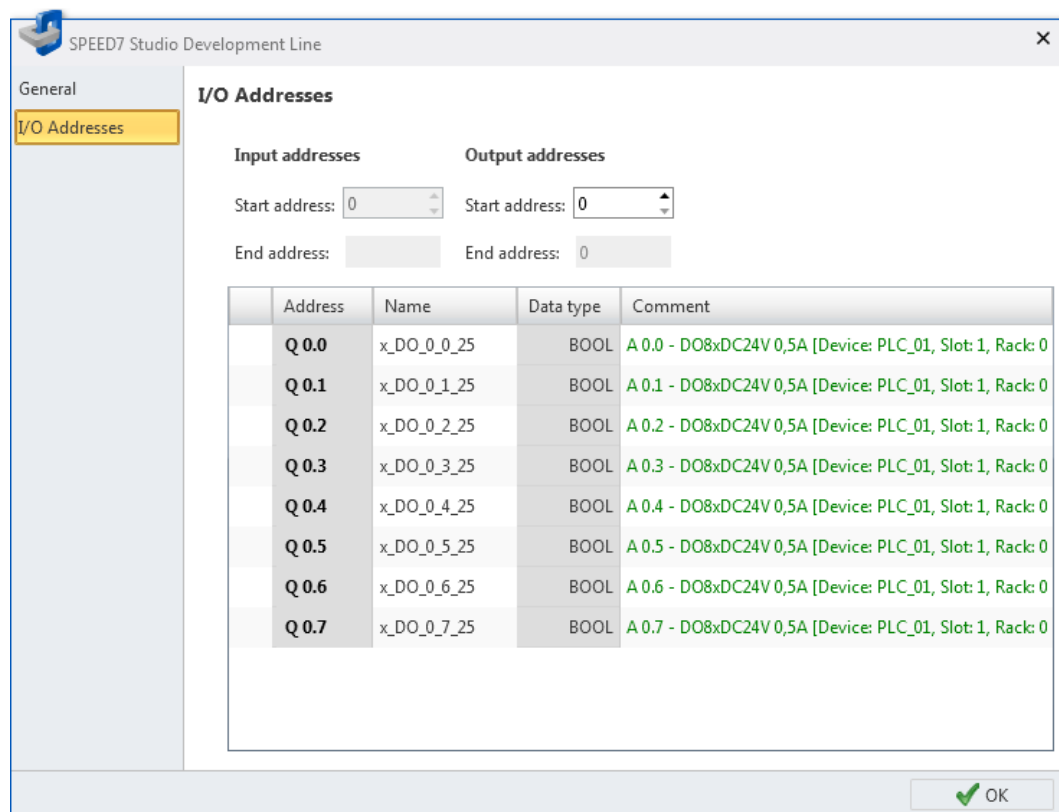 SPEED7 Studio Development Line
General
I/O Addresses
I/O Addresses
Input addresses Output addresses
Start address: 0 Start address: 0
End address: End address: 0
Address Name Data type Comment
Q 0.0 x_DO_0_0_25 BOOL A 0.0 - DO8xDC24V 0,5A [Device: PLC_01, Slot: 1, Rack: 0
Q 0.1 x_DO_0_1_25 BOOL A 0.1 - DO8xDC24V 0,5A [Device: PLC_01, Slot: 1, Rack: 0
Q 0.2 x_DO_0_2_25 BOOL A 0.2 - DO8xDC24V 0,5A [Device: PLC_01, Slot: 1, Rack: 0
Q 0.3 x_DO_0_3_25 BOOL A 0.3 - DO8xDC24V 0,5A [Device: PLC_01, Slot: 1, Rack: 0
Q 0.4 x_DO_0_4_25 BOOL A 0.4 - DO8xDC24V 0,5A [Device: PLC_01, Slot: 1, Rack: 0
Q 0.5 x_DO_0_5_25 BOOL A 0.5 - DO8xDC24V 0,5A [Device: PLC_01, Slot: 1, Rack: 0
Q 0.6 x_DO_0_6_25 BOOL A 0.6 - DO8xDC24V 0,5A [Device: PLC_01, Slot: 1, Rack: 0
Q 0.7 x_DO_0_7_25 BOOL A 0.7 - DO8xDC24V 0,5A [Device: PLC_01, Slot: 1, Rack: 0
OK